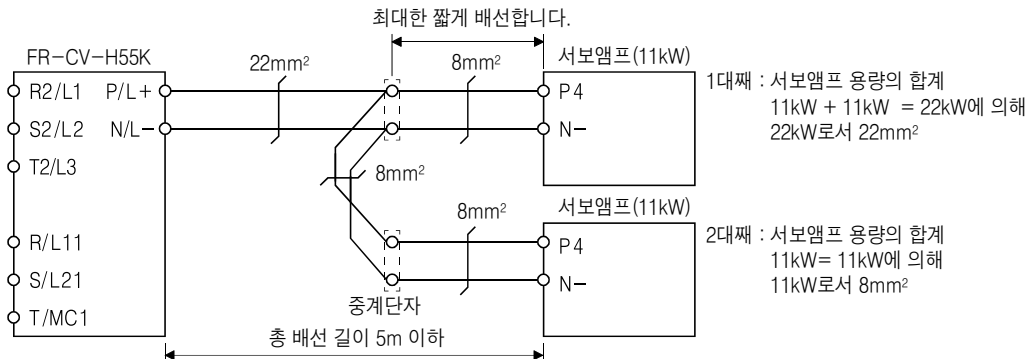 최대한 짧게 배선합니다.
FR-CV-H55K
22mm²
8mm²
서보앰프(11kW)
R2/L1 P/L+
P4
S2/L2 N/L-
N-
T2/L3
1대째 : 서보앰프 용량의 합계
11kW + 11kW = 22kW에 의해
22kW로서 22mm²
8mm²
8mm²
서보앰프(11kW)
R/L11
P4
S/L21
N-
T/MC1
2대째 : 서보앰프 용량의 합계
11kW= 11kW에 의해
11kW로서 8mm²
중계단자
총 배선 길이 5m 이하